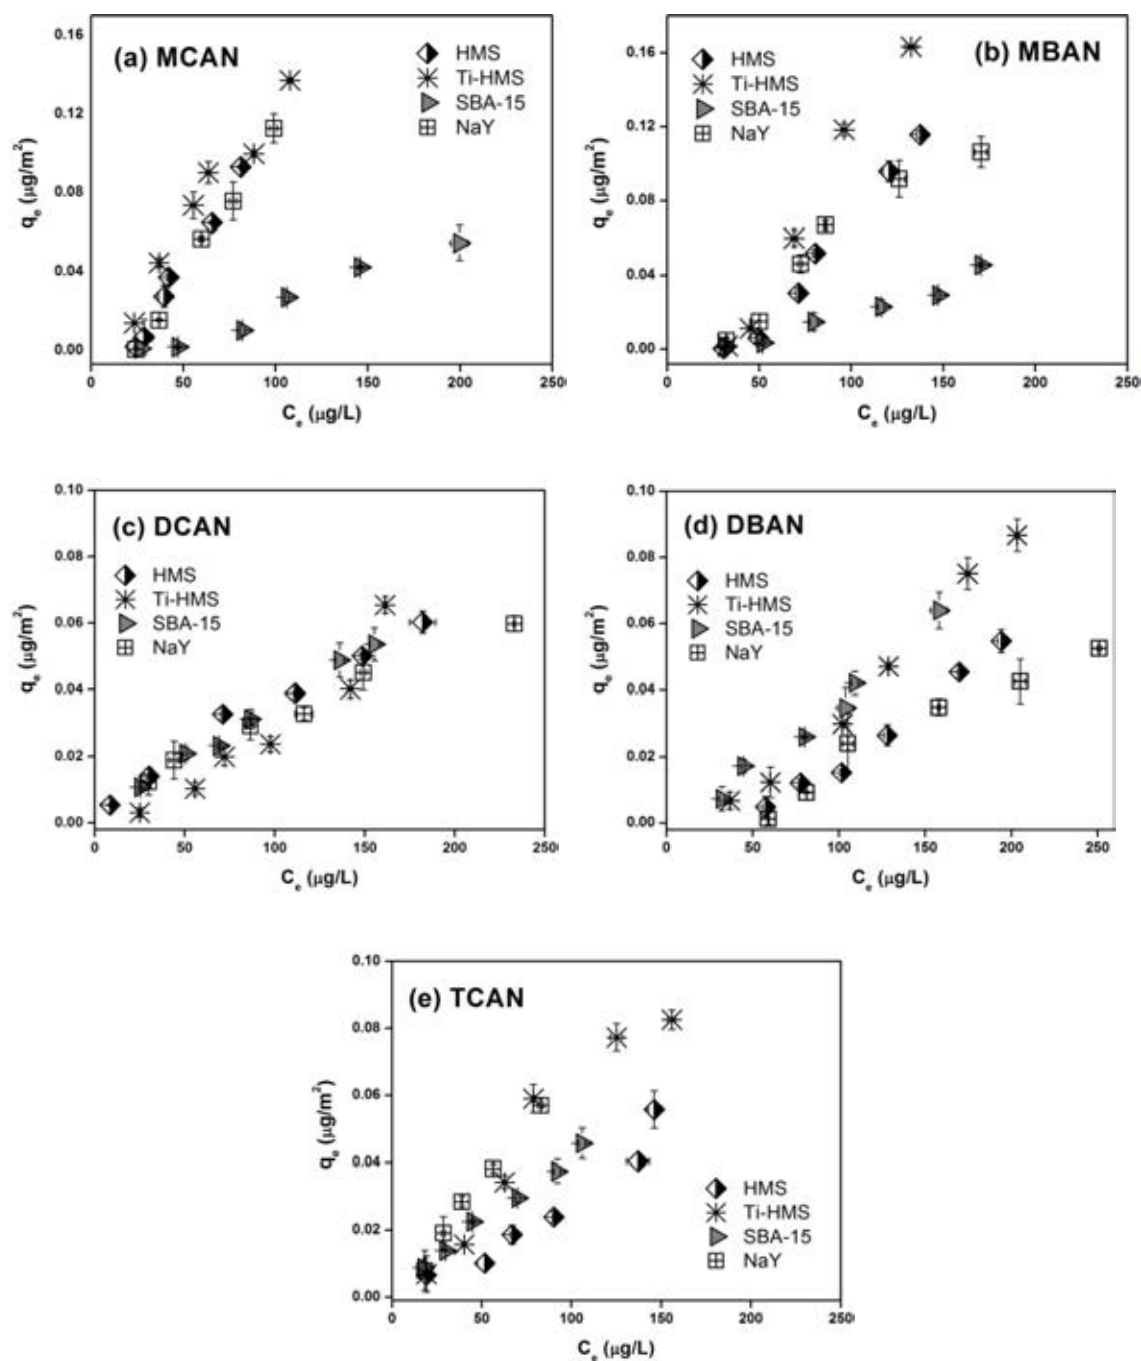 (a) MCAN
HMS
Ti-HMS
SBA-15
NaY
0.16
0.12
0.08
0.04
0.00
qe (μg/m²)
0 50 100 150 200 250
Ce (μg/L)
(b) MBAN
HMS
Ti-HMS
SBA-15
NaY
0.16
0.12
0.08
0.04
0.00
qe (μg/m²)
0 50 100 150 200 250
Ce (μg/L)
(c) DCAN
HMS
Ti-HMS
SBA-15
NaY
0.10
0.08
0.06
0.04
0.02
0.00
qe (μg/m²)
0 50 100 150 200 250
Ce (μg/L)
(d) DBAN
HMS
Ti-HMS
SBA-15
NaY
0.10
0.08
0.06
0.04
0.02
0.00
qe (μg/m²)
0 50 100 150 200 250
Ce (μg/L)
(e) TCAN
HMS
Ti-HMS
SBA-15
NaY
0.10
0.08
0.06
0.04
0.02
0.00
qe (μg/m²)
0 50 100 150 200 250
Ce (μg/L)